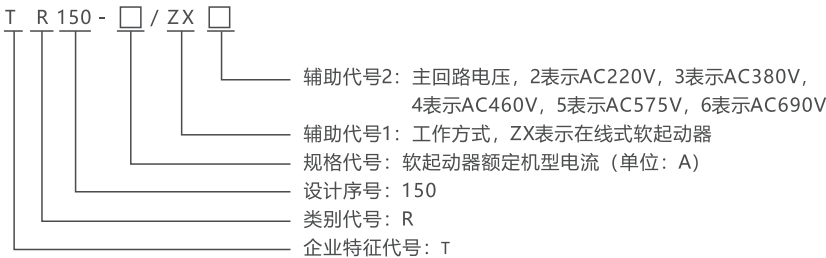 T R 150 - □ / ZX □
辅助代号2：主回路电压，2表示AC220V，3表示AC380V，
4表示AC460V，5表示AC575V，6表示AC690V
辅助代号1：工作方式，ZX表示在线式软起动器
规格代号：软起动器额定机型电流（单位：A）
设计序号：150
类别代号：R
企业特征代号：T